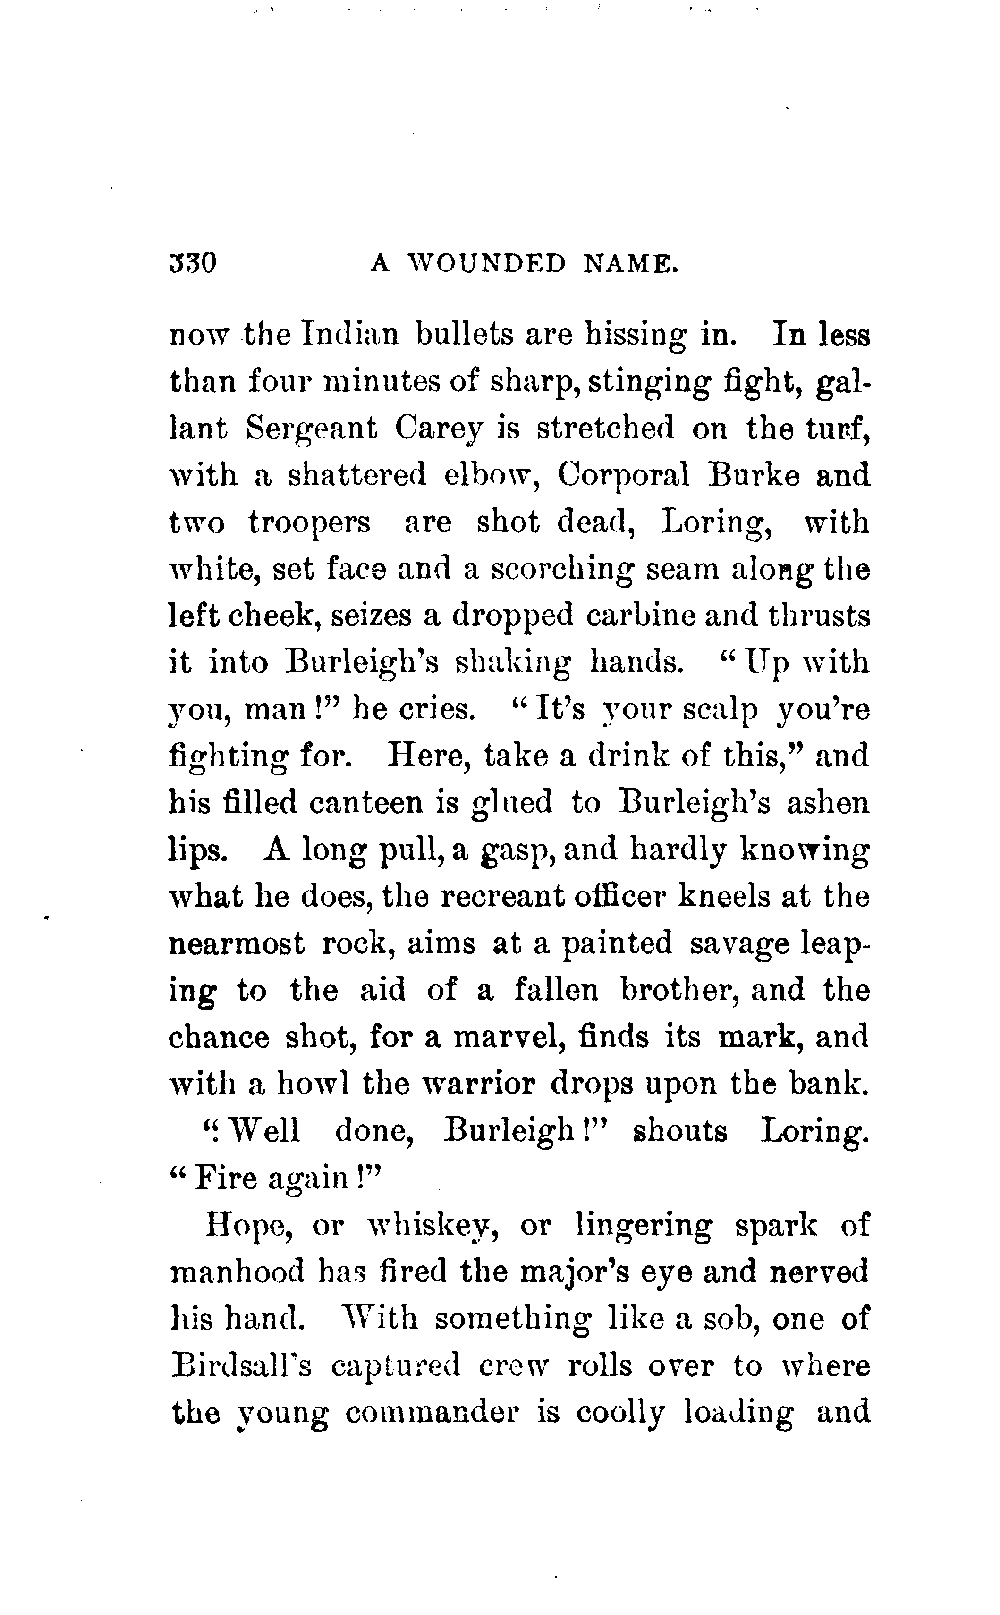 330 A WOUNDED NAME.
now the Indian bullets are hissing in. In less
than four minutes of sharp, stinging fight, gal-
lant Sergeant Carey is stretched on the turf,
with a shattered elbow, Corporal Burke and
two troopers are shot dead, Loring, with
white, set face and a scorching seam along the
left cheek, seizes a dropped carbine and thrusts
it into Burleigh's shaking hands. "Up with
you, man!" he cries. "It's your scalp you're
fighting for. Here, take a drink of this," and
his filled canteen is glued to Burleigh's ashen
lips. A long pull, a gasp, and hardly knowing
what he does, the recreant officer kneels at the
nearmost rock, aims at a painted savage leap-
ing to the aid of a fallen brother, and the
chance shot, for a marvel, finds its mark, and
with a howl the warrior drops upon the bank.
"Well done, Burleigh!" shouts Loring.
"Fire again!"
Hope, or whiskey, or lingering spark of
manhood has fired the major's eye and nerved
his hand. With something like a sob, one of
Birdsall's captured crew rolls over to where
the young commander is coolly loading and